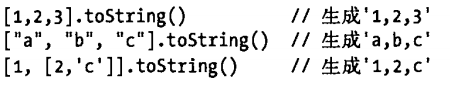 [1,2,3].toString() // 生成'1,2,3'
["a", "b", "c"].toString() // 生成'a,b,c'
[1, [2,'c']].toString() // 生成'1,2,c'